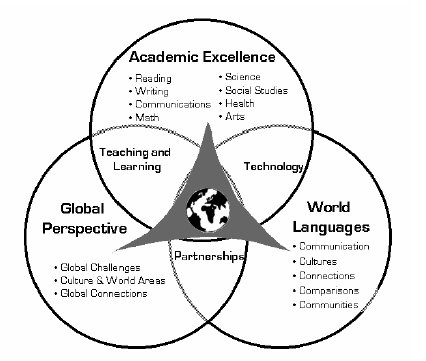 Academic Excellence
• Reading
• Writing
• Communications
• Math
• Science
• Social Studies
• Health
• Arts
Teaching and
Learning
Technology
Global
Perspective
• Global Challenges
• Culture & World Areas
• Global Connections
World
Languages
• Communication
• Cultures
• Connections
• Comparisons
• Communities
Partnerships